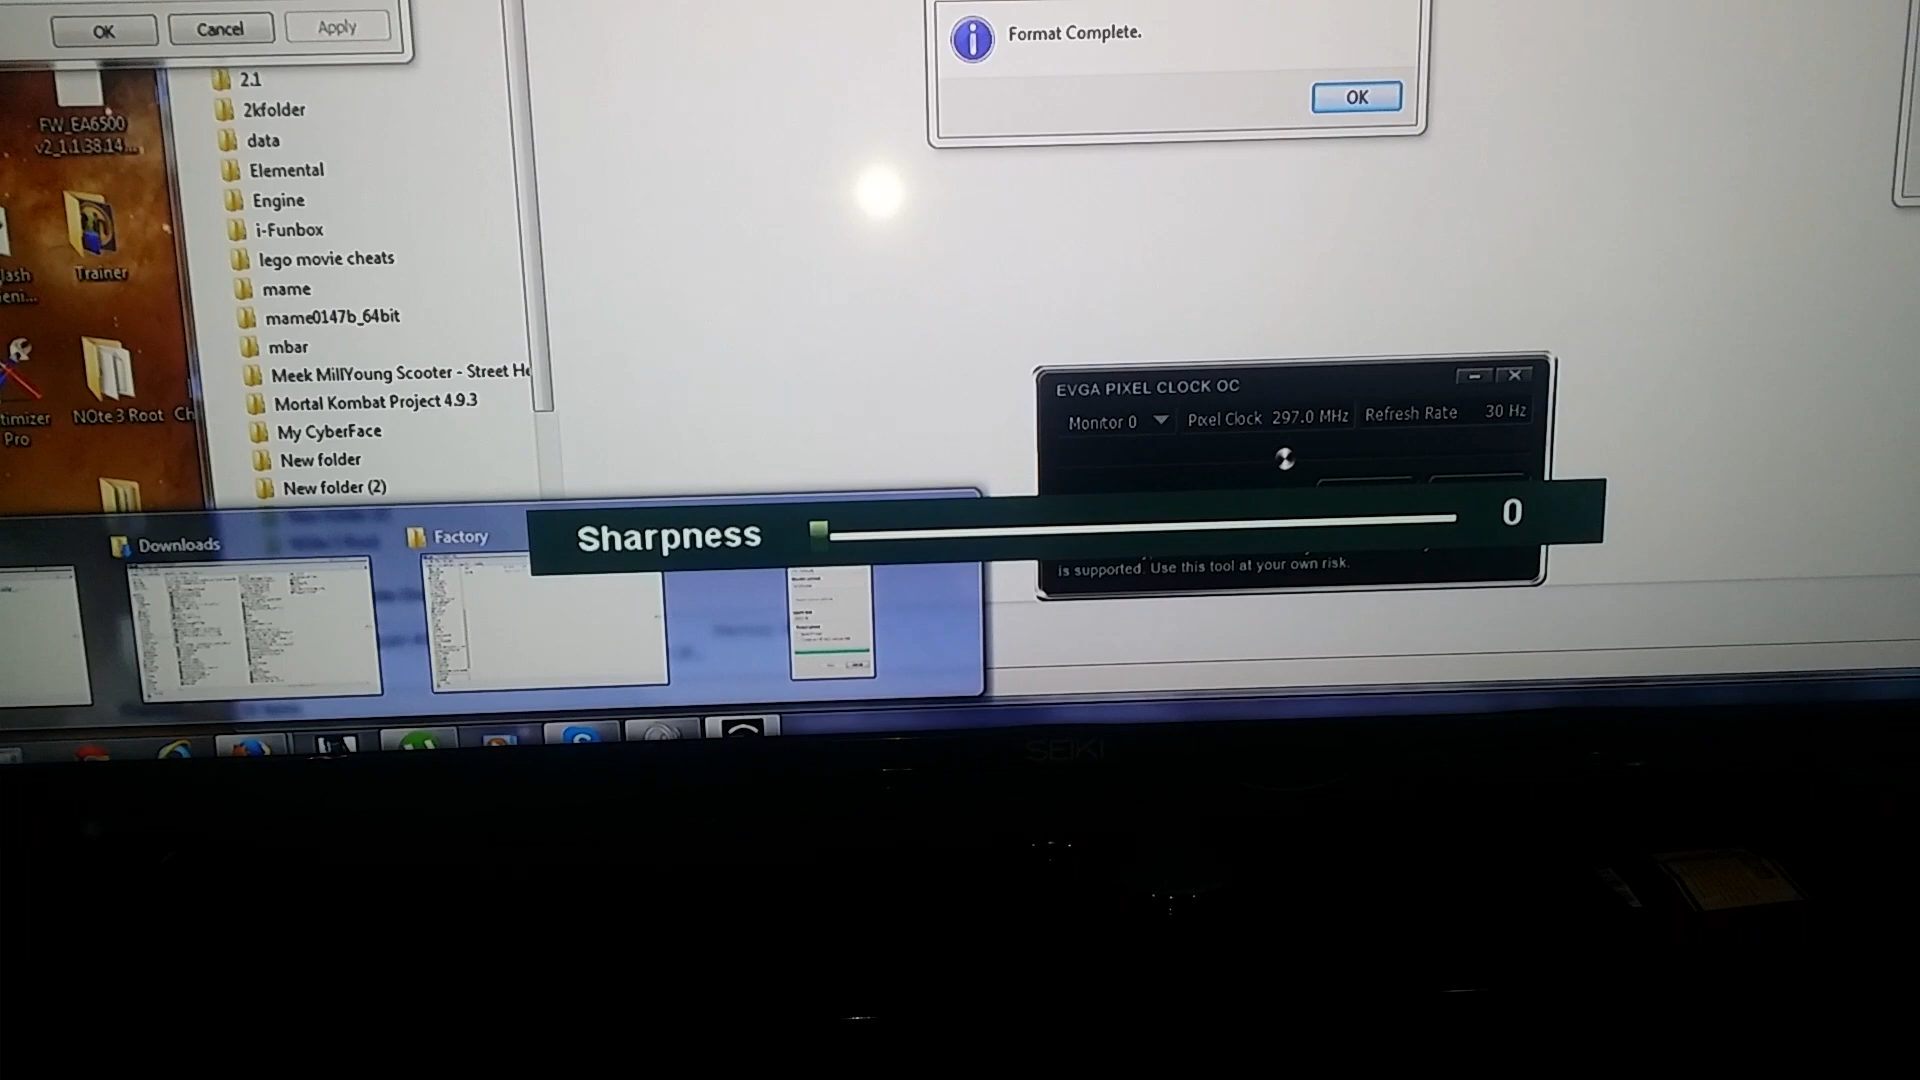 OK
Cancel
Apply
Format Complete.
OK
2.1
2kfolder
data
Elemental
Engine
i-Funbox
lego movie cheats
mame
mame0147b_64bit
mbar
Meek MillYoung Scooter - Street He
Mortal Kombat Project 4.9.3
My CyberFace
New folder
New folder (2)
FW_EA6500
v2_1.1.38.14...
Trainer
lash
eni...
timizer
Pro
NOte 3 Root
Ch
EVGA PIXEL CLOCK OC
Monitor 0
Pixel Clock 297.0 MHz
Refresh Rate 30 Hz
Sharpness
0
is supported. Use this tool at your own risk.
Downloads
Factory
SEIKI